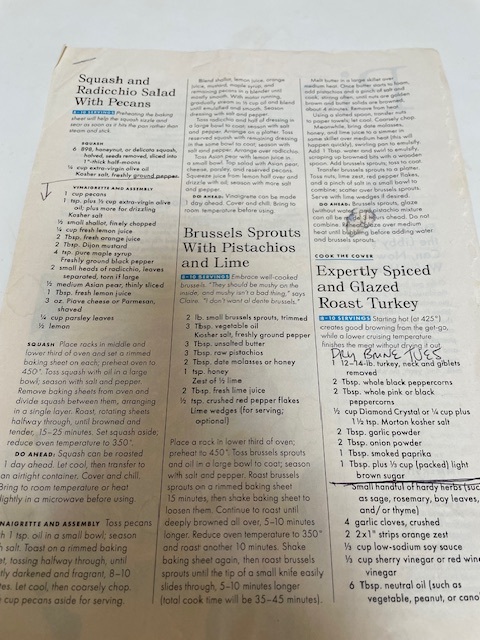 Squash and
Radicchio Salad
With Pecans
8–10 SERVINGS Preheating the baking
sheet will help the squash sizzle and
sear as soon as it hits the pan rather than
steam and stick.
SQUASH
6 898, honeynut, or delicata squash,
halved, seeds removed, sliced into
1"-thick half-moons
¼ cup extra-virgin olive oil
Kosher salt, freshly ground pepper
VINAIGRETTE AND ASSEMBLY
1 cup pecans
1 tsp. plus ½ cup extra-virgin olive
oil; plus more for drizzling
Kosher salt
½ small shallot, finely chopped
¼ cup fresh lemon juice
2 Tbsp. fresh orange juice
2 Tbsp. Dijon mustard
4 tsp. pure maple syrup
Freshly ground black pepper
2 small heads of radicchio, leaves
separated, torn if large
½ medium Asian pear, thinly sliced
1 Tbsp. fresh lemon juice
3 oz. Piave cheese or Parmesan,
shaved
¼ cup parsley leaves
½ lemon
SQUASH Place racks in middle and
lower third of oven and set a rimmed
baking sheet on each; preheat oven to
450°. Toss squash with oil in a large
bowl; season with salt and pepper.
Remove baking sheets from oven and
divide squash between them, arranging
in a single layer. Roast, rotating sheets
halfway through, until browned and
tender, 15–25 minutes. Set squash aside;
reduce oven temperature to 350°.
DO AHEAD: Squash can be roasted
1 day ahead. Let cool, then transfer to
an airtight container. Cover and chill.
Bring to room temperature or heat
slightly in a microwave before using.
VINAIGRETTE AND ASSEMBLY Toss pecans
with 1 tsp. oil in a small bowl; season
with salt. Toast on a rimmed baking
sheet, tossing halfway through, until
slightly darkened and fragrant, 8–10
minutes. Let cool, then coarsely chop.
cup pecans aside for serving.
Blend shallot, lemon juice, orange
juice, mustard, maple syrup, and
remaining pecans in a blender until
mostly smooth. With motor running,
gradually stream in ½ cup oil and blend
until emulsified and smooth. Season
dressing with salt and pepper.
Toss radicchio and half of dressing in
a large bowl to coat; season with salt
and pepper. Arrange on a platter. Toss
reserved squash with remaining dressing
in the same bowl to coat; season with
salt and pepper. Arrange over radicchio.
Toss Asian pear with lemon juice in
a small bowl. Top salad with Asian pear,
cheese, parsley, and reserved pecans.
Squeeze juice from lemon half over and
drizzle with oil; season with more salt
and pepper.
DO AHEAD: Vinaigrette can be made
1 day ahead. Cover and chill. Bring to
room temperature before using.
Brussels Sprouts
With Pistachios
and Lime
8–10 SERVINGS Embrace well-cooked
brussels. "They should be mushy on the
inside, and mushy isn't a bad thing," says
Claire. "I don't want al dente brussels."
2 lb. small brussels sprouts, trimmed
3 Tbsp. vegetable oil
Kosher salt, freshly ground pepper
3 Tbsp. unsalted butter
3 Tbsp. raw pistachios
2 Tbsp. date molasses or honey
1 tsp. honey
Zest of ½ lime
2 Tbsp. fresh lime juice
½ tsp. crushed red pepper flakes
Lime wedges (for serving;
optional)
Place a rack in lower third of oven;
preheat to 450°. Toss brussels sprouts
and oil in a large bowl to coat; season
with salt and pepper. Roast brussels
sprouts on a rimmed baking sheet
15 minutes, then shake baking sheet to
loosen. Continue to roast until
deeply browned all over, 5–10 minutes
longer. Reduce oven temperature to 350°
and roast another 10 minutes. Shake
baking sheet again, then roast brussels
sprouts until the tip of a small knife easily
slides through, 5–10 minutes longer
(total cook time will be 35–45 minutes).
Melt butter in a large skillet over
medium heat. Once butter starts to foam,
add pistachios and a pinch of salt and
cook, stirring often, until nuts are golden
brown and butter solids are browned,
about 4 minutes. Remove from heat.
Using a slotted spoon, transfer nuts
to paper towels; let cool. Coarsely chop.
Meanwhile, bring date molasses,
honey, and lime juice to a simmer in
same skillet over medium heat (this will
happen quickly), swirling pan to emulsify.
Add 1 Tbsp. water and swirl to emulsify,
scraping up browned bits with a wooden
spoon. Add brussels sprouts; toss to coat.
Transfer brussels sprouts to a platter.
Toss nuts, lime zest, red pepper flakes,
and a pinch of salt in a small bowl to
combine; scatter over brussels sprouts.
Serve with lime wedges if desired.
DO AHEAD: Brussels sprouts, glaze
(without water), and pistachio mixture
can be made hours ahead. Do not
combine. over medium
heat until before adding water
and brussels sprouts.
COOK THE COVER
Expertly Spiced
and Glazed
Roast Turkey
8–10 SERVINGS Starting hot (at 425°)
creates good browning from the get-go,
while a lower cruising temperature
finishes the meat without drying it out.
DRY BRINE TUES
1 12–14-lb. turkey, neck and giblets
removed
2 Tbsp. whole black peppercorns
2 Tbsp. whole pink or black
peppercorns
½ cup Diamond Crystal or ¼ cup plus
1½ tsp. Morton kosher salt
2 Tbsp. garlic powder
2 Tbsp. onion powder
1 Tbsp. smoked paprika
1 Tbsp. plus ½ cup (packed) light
brown sugar
Small handful of hardy herbs (such
as sage, rosemary, bay leaves,
and/or thyme)
4 garlic cloves, crushed
2 2x1" strips orange zest
⅓ cup low-sodium soy sauce
⅓ cup sherry vinegar or red wine
vinegar
6 Tbsp. neutral oil (such as
vegetable, peanut, or cano